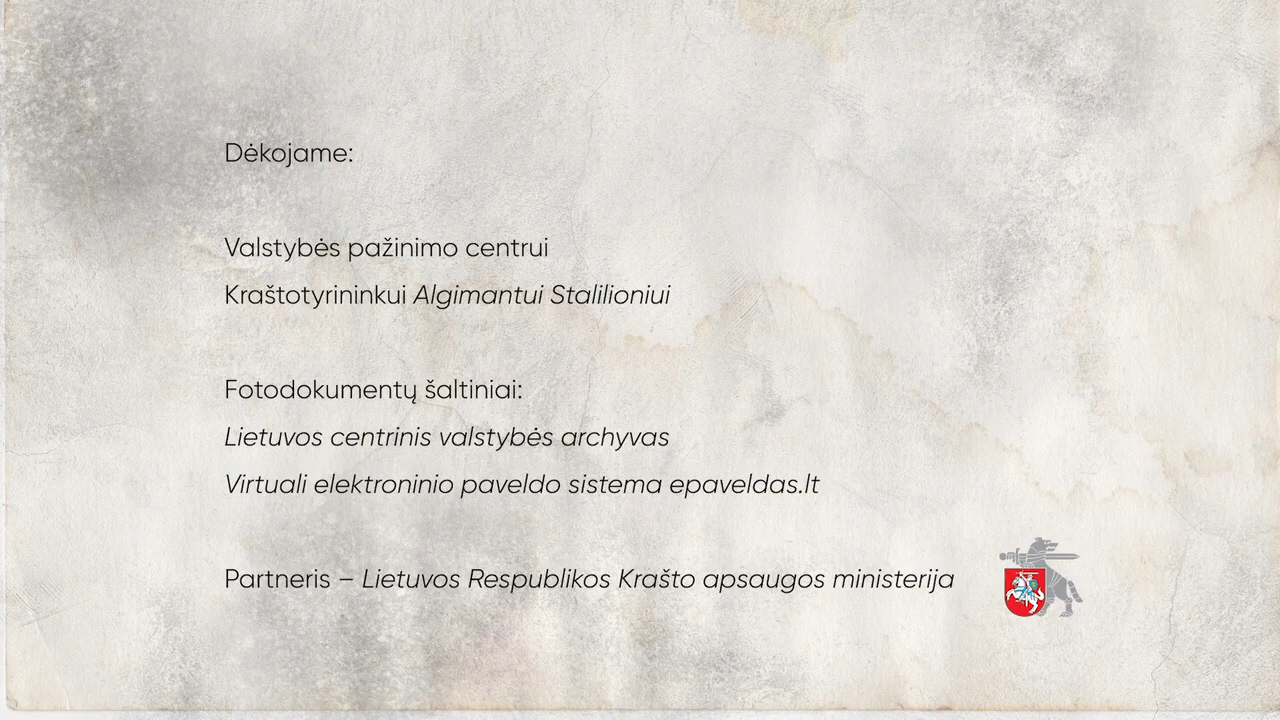 Dėkojame:
Valstybės pažinimo centrui
Kraštotyrininkui Algimantui Stalilioniui
Fotodokumentų šaltiniai:
Lietuvos centrinis valstybės archyvas
Virtuali elektroninio paveldo sistema epaveldas.lt
Partneris – Lietuvos Respublikos Krašto apsaugos ministerija